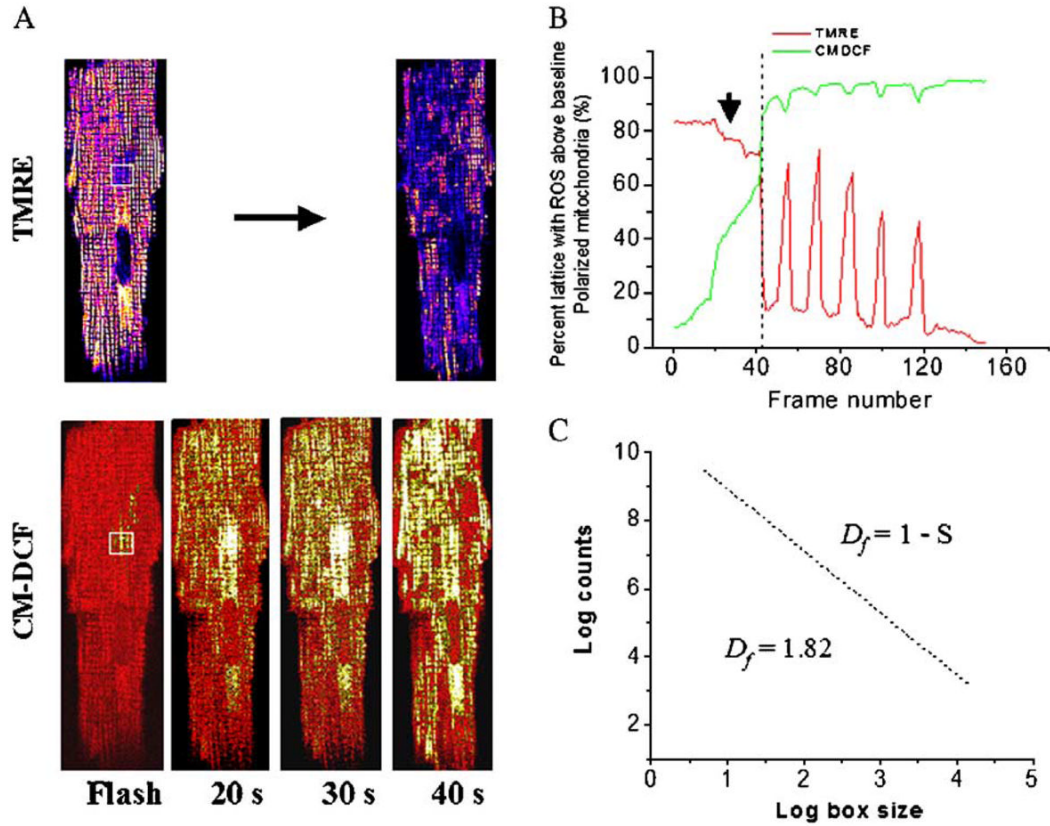 A
TMRE
CM-DCF
Flash
20 s
30 s
40 s
B
TMRE
CMDCF
Percent lattice with ROS above baseline
Polarized mitochondria (%)
100
80
60
40
20
0
0 40 80 120 160
Frame number
C
Log counts
10
8
6
4
2
D_f = 1 - S
D_f = 1.82
0 1 2 3 4 5
Log box size